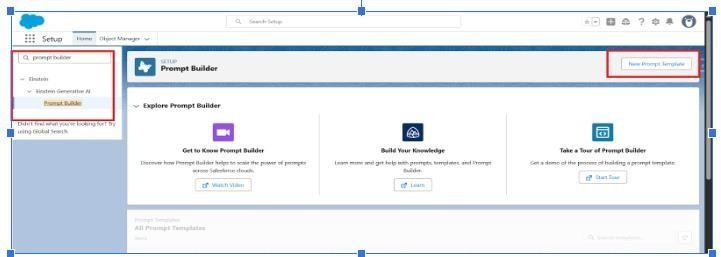 Search Setup
Setup
Home
Object Manager
prompt builder
Einstein
Einstein Generative AI
Prompt Builder
Didn't find what you're looking for? Try
using Global Search.
SETUP
Prompt Builder
New Prompt Template
Explore Prompt Builder
Get to Know Prompt Builder
Discover how Prompt Builder helps to scale the power of prompts
across Salesforce clouds.
Watch Video
Build Your Knowledge
Learn more and get help with prompts, templates, and Prompt
Builder.
Learn
Take a Tour of Prompt Builder
Get a demo of the process of building a prompt template.
Start Tour
Prompt Templates
All Prompt Templates
Search templates...